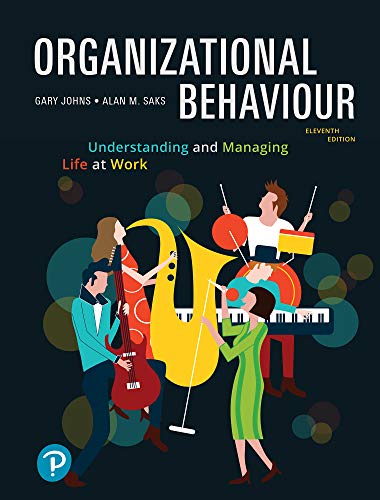 ORGANIZATIONAL
GARY JOHNS • ALAN M. SAKS
BEHAVIOUR
ELEVENTH
EDITION
Understanding and Managing
Life at Work
P